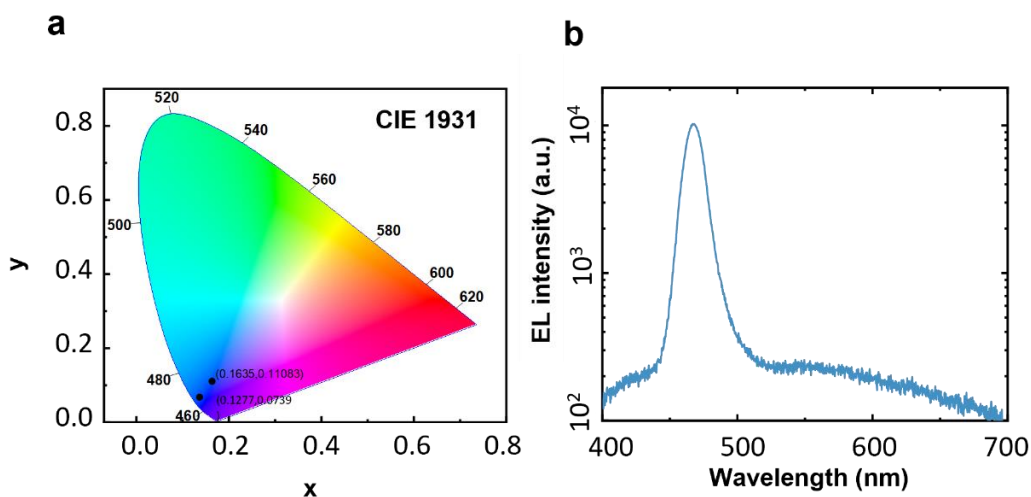 a
CIE 1931
520
540
560
500
580
600
620
480
(0.1635,0.11083)
(0.1277,0.0739
460
0.8
0.6
0.4
0.2
0.0
y
0.0 0.2 0.4 0.6 0.8
x
b
EL intensity (a.u.)
10⁴
10³
10²
400 500 600 700
Wavelength (nm)